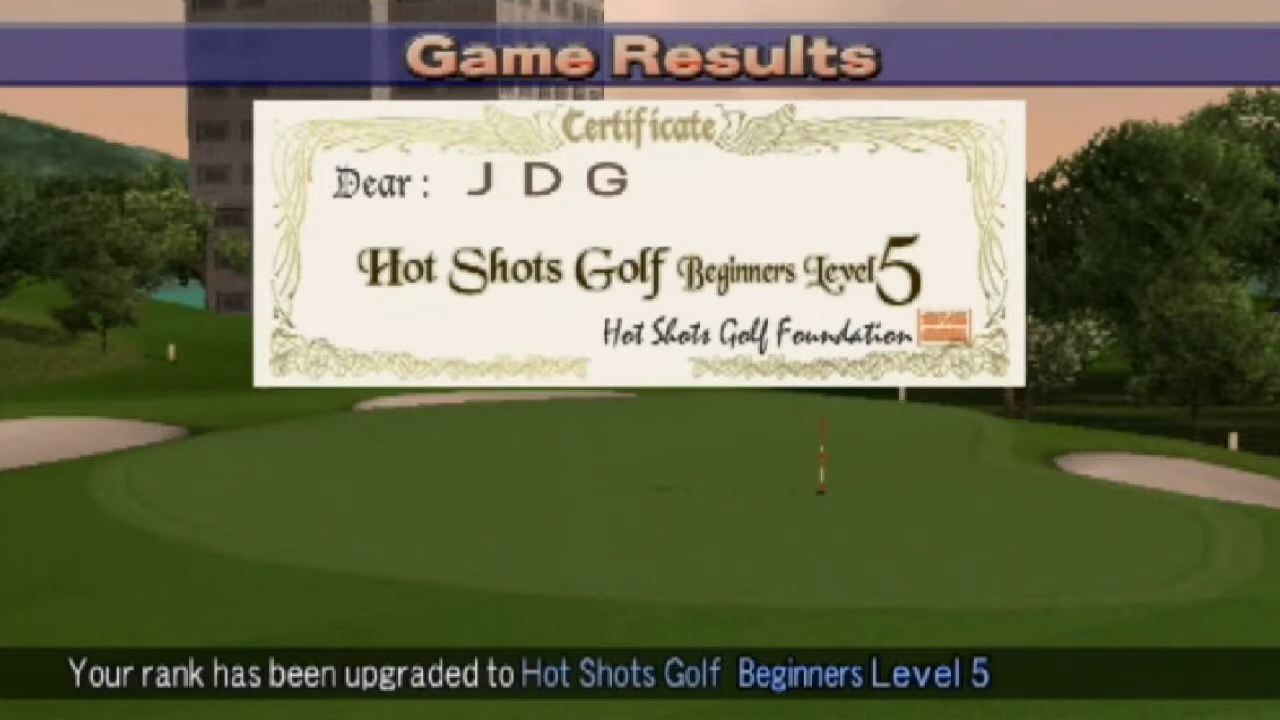 Game Results
Certificate
Dear : J D G
Hot Shots Golf Beginners Level 5
Hot Shots Golf Foundation
Your rank has been upgraded to Hot Shots Golf Beginners Level 5